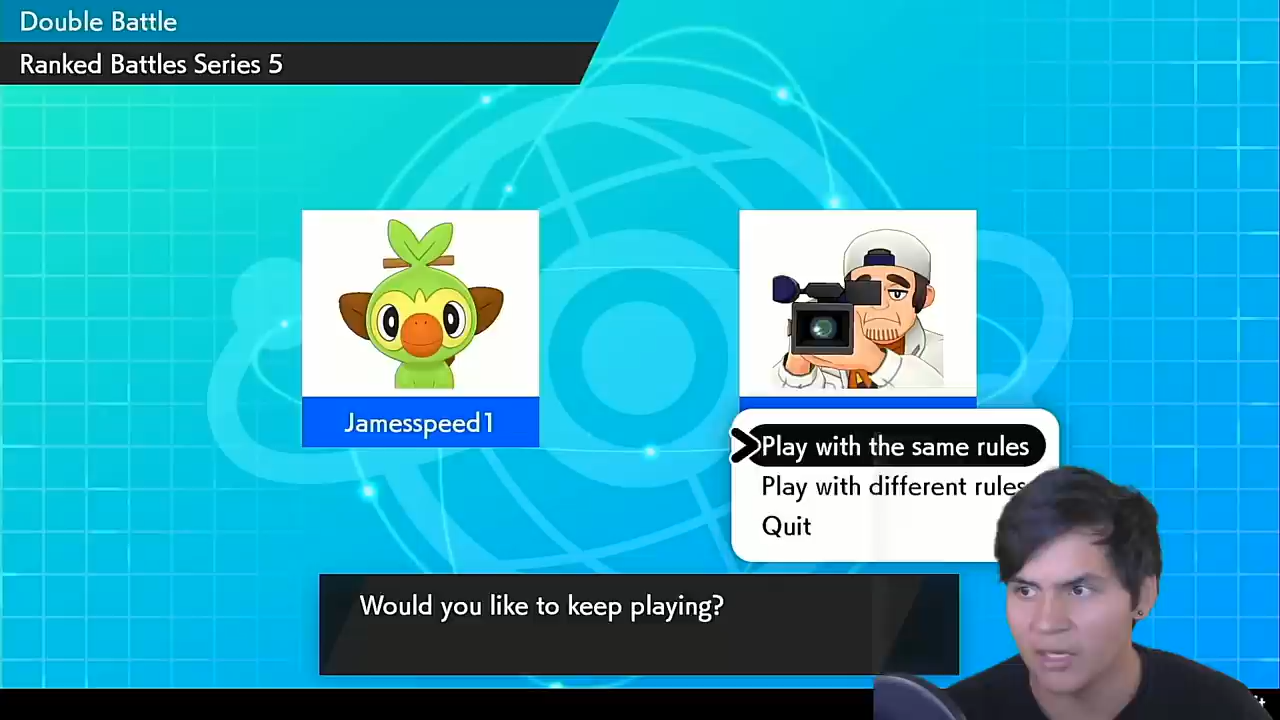 Double Battle
Ranked Battles Series 5
Jamesspeed1
Play with the same rules
Play with different rules
Quit
Would you like to keep playing?